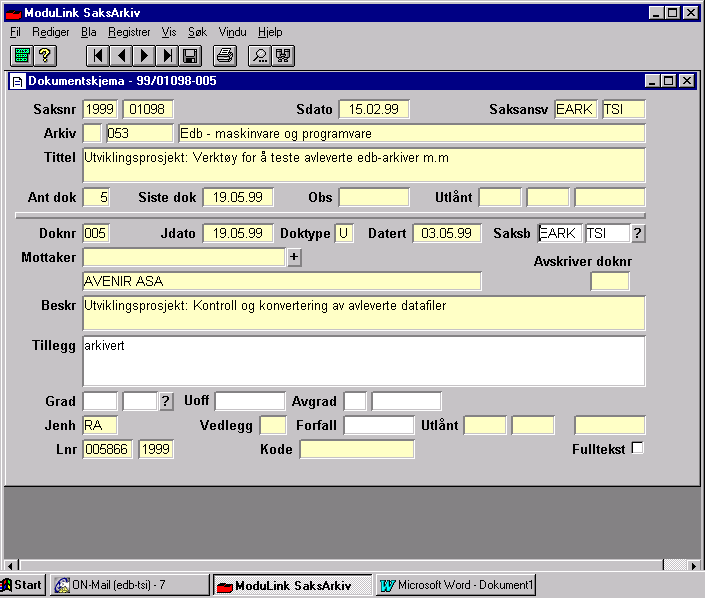 ModuLink SaksArkiv
Fil Rediger Bla Registrer Vis Søk Vindu Hjelp
Dokumentskjema - 99/01098-005
Saksnr 1999 01098 Sdato 15.02.99 Saksansv EARK TSI
Arkiv 053 Edb - maskinvare og programvare
Tittel Utviklingsprosjekt: Verktøy for å teste avleverte edb-arkiver m.m
Ant dok 5 Siste dok 19.05.99 Obs Utlånt
Doknr 005 Jdato 19.05.99 Doktype U Datert 03.05.99 Saksb EARK TSI ?
Mottaker + Avskriver doknr
AVENIR ASA
Beskr Utviklingsprosjekt: Kontroll og konvertering av avleverte datafiler
Tillegg arkivert
Grad ? Uoff Avgrad
Jenh RA Vedlegg Forfall Utlånt
Lnr 005866 1999 Kode Fulltekst
Start ON-Mail (edb-tsi) - 7 ModuLink SaksArkiv Microsoft Word - Dokument1